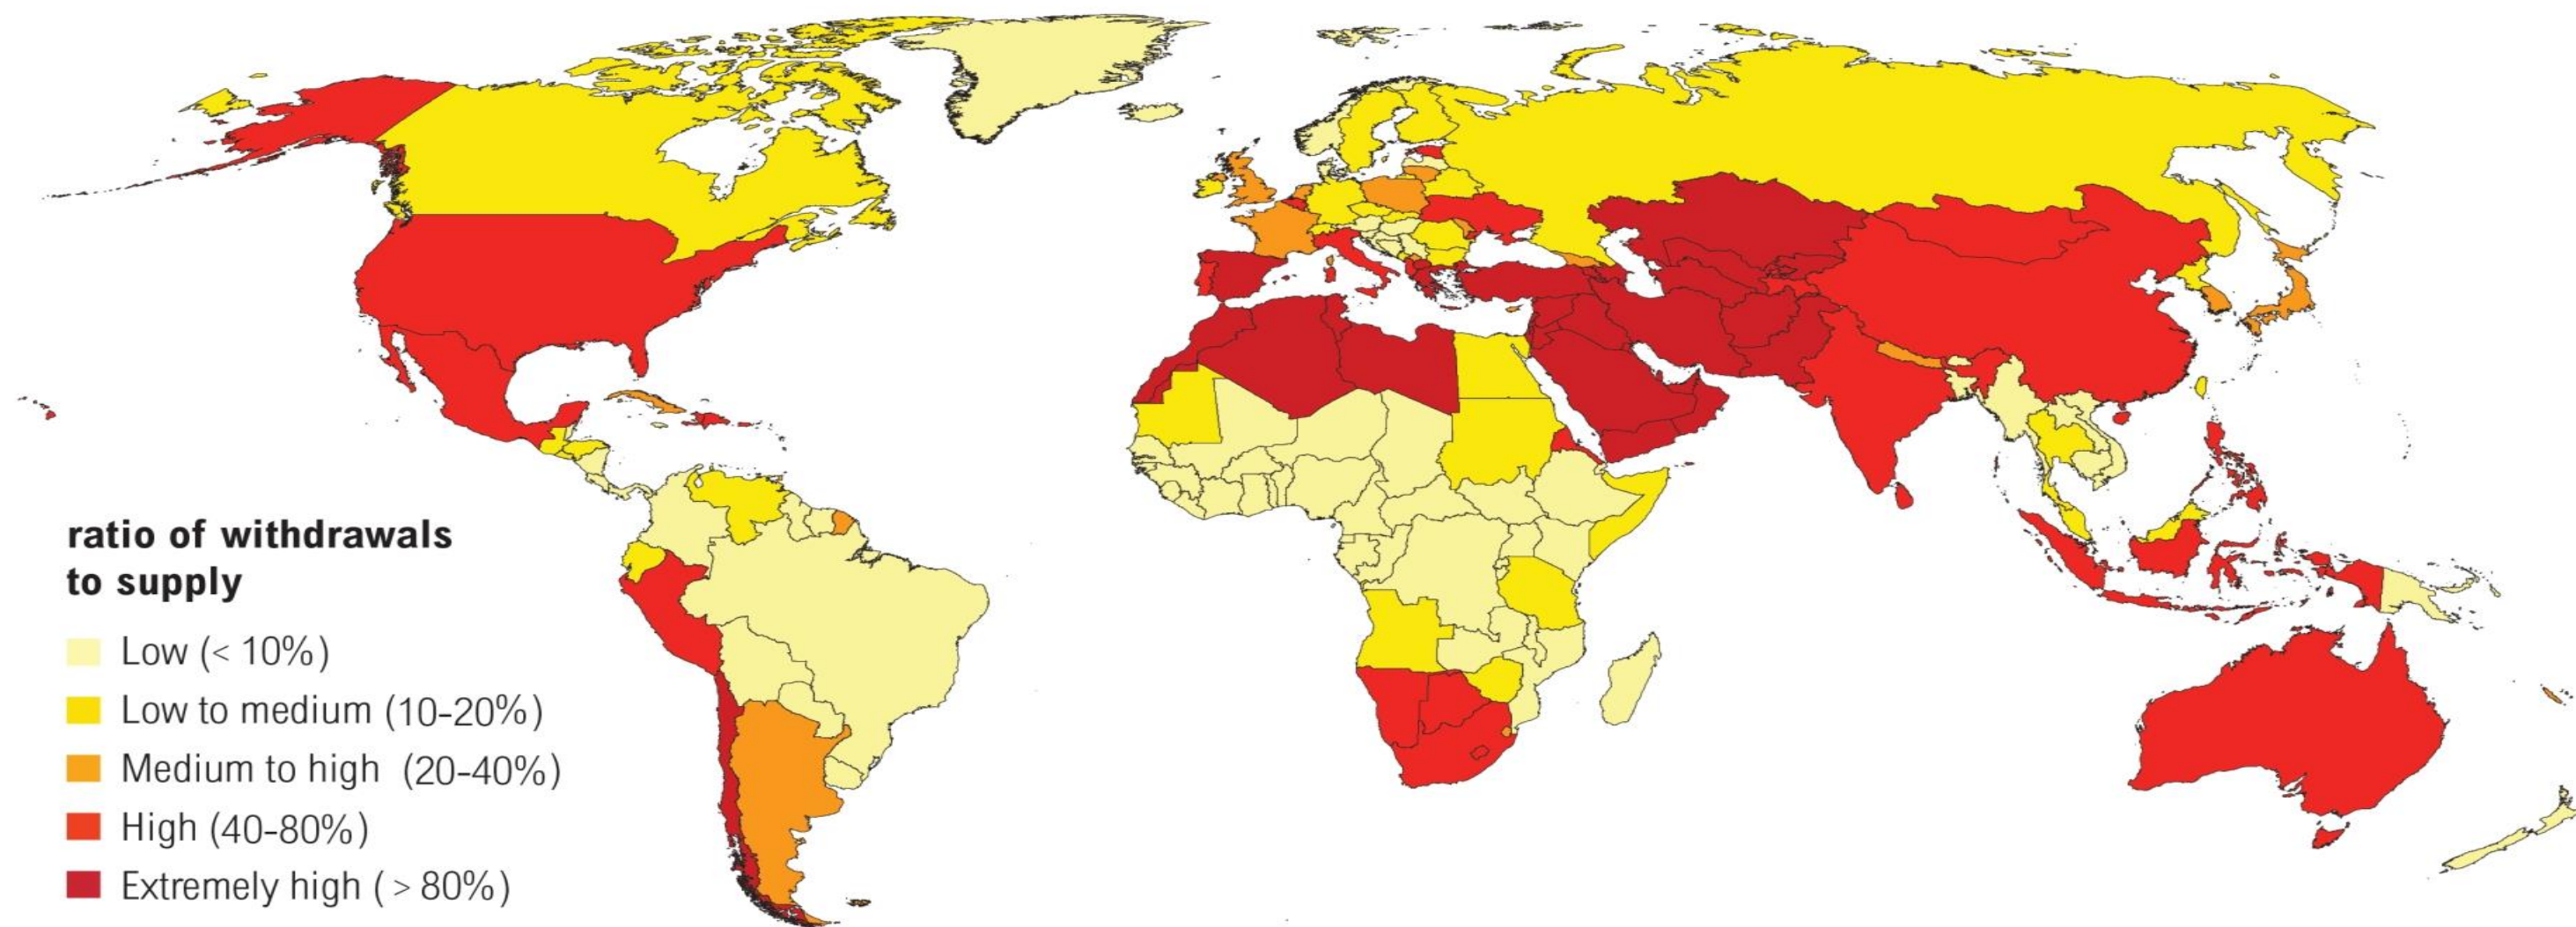 ratio of withdrawals
to supply
Low (< 10%)
Low to medium (10-20%)
Medium to high (20-40%)
High (40-80%)
Extremely high ( > 80%)